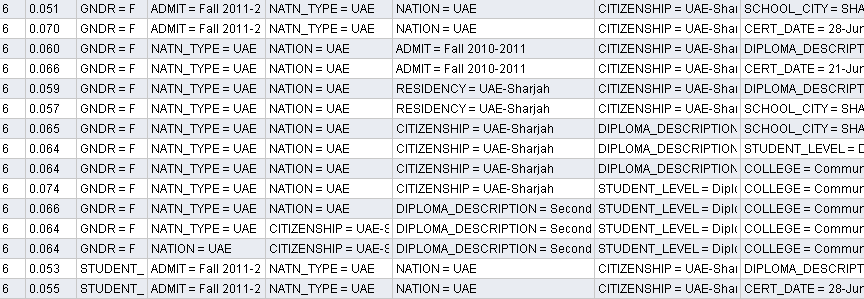 6 0.051 GNDR = F ADMIT = Fall 2011-2 NATN_TYPE = UAE NATION = UAE CITIZENSHIP = UAE-Shar SCHOOL_CITY = SHA
6 0.070 GNDR = F ADMIT = Fall 2011-2 NATN_TYPE = UAE NATION = UAE CITIZENSHIP = UAE-Shar CERT_DATE = 28-Jun
6 0.060 GNDR = F NATN_TYPE = UAE NATION = UAE ADMIT = Fall 2010-2011 CITIZENSHIP = UAE-Shar DIPLOMA_DESCRIPT
6 0.066 GNDR = F NATN_TYPE = UAE NATION = UAE ADMIT = Fall 2010-2011 CITIZENSHIP = UAE-Shar CERT_DATE = 21-Jun
6 0.059 GNDR = F NATN_TYPE = UAE NATION = UAE RESIDENCY = UAE-Sharjah CITIZENSHIP = UAE-Shar DIPLOMA_DESCRIPT
6 0.057 GNDR = F NATN_TYPE = UAE NATION = UAE RESIDENCY = UAE-Sharjah CITIZENSHIP = UAE-Shar SCHOOL_CITY = SHA
6 0.065 GNDR = F NATN_TYPE = UAE NATION = UAE CITIZENSHIP = UAE-Sharjah DIPLOMA_DESCRIPTION SCHOOL_CITY = SHA
6 0.064 GNDR = F NATN_TYPE = UAE NATION = UAE CITIZENSHIP = UAE-Sharjah DIPLOMA_DESCRIPTION STUDENT_LEVEL = D
6 0.064 GNDR = F NATN_TYPE = UAE NATION = UAE CITIZENSHIP = UAE-Sharjah DIPLOMA_DESCRIPTION COLLEGE = Commun
6 0.074 GNDR = F NATN_TYPE = UAE NATION = UAE CITIZENSHIP = UAE-Sharjah STUDENT_LEVEL = Diplo COLLEGE = Commun
6 0.066 GNDR = F NATN_TYPE = UAE NATION = UAE DIPLOMA_DESCRIPTION = Second STUDENT_LEVEL = Diplo COLLEGE = Commun
6 0.064 GNDR = F NATN_TYPE = UAE CITIZENSHIP = UAE-S DIPLOMA_DESCRIPTION = Second STUDENT_LEVEL = Diplo COLLEGE = Commun
6 0.064 GNDR = F NATION = UAE CITIZENSHIP = UAE-S DIPLOMA_DESCRIPTION = Second STUDENT_LEVEL = Diplo COLLEGE = Commun
6 0.053 STUDENT_ ADMIT = Fall 2011-2 NATN_TYPE = UAE NATION = UAE CITIZENSHIP = UAE-Shar DIPLOMA_DESCRIPT
6 0.055 STUDENT_ ADMIT = Fall 2011-2 NATN_TYPE = UAE NATION = UAE CITIZENSHIP = UAE-Shar CERT_DATE = 28-Jun